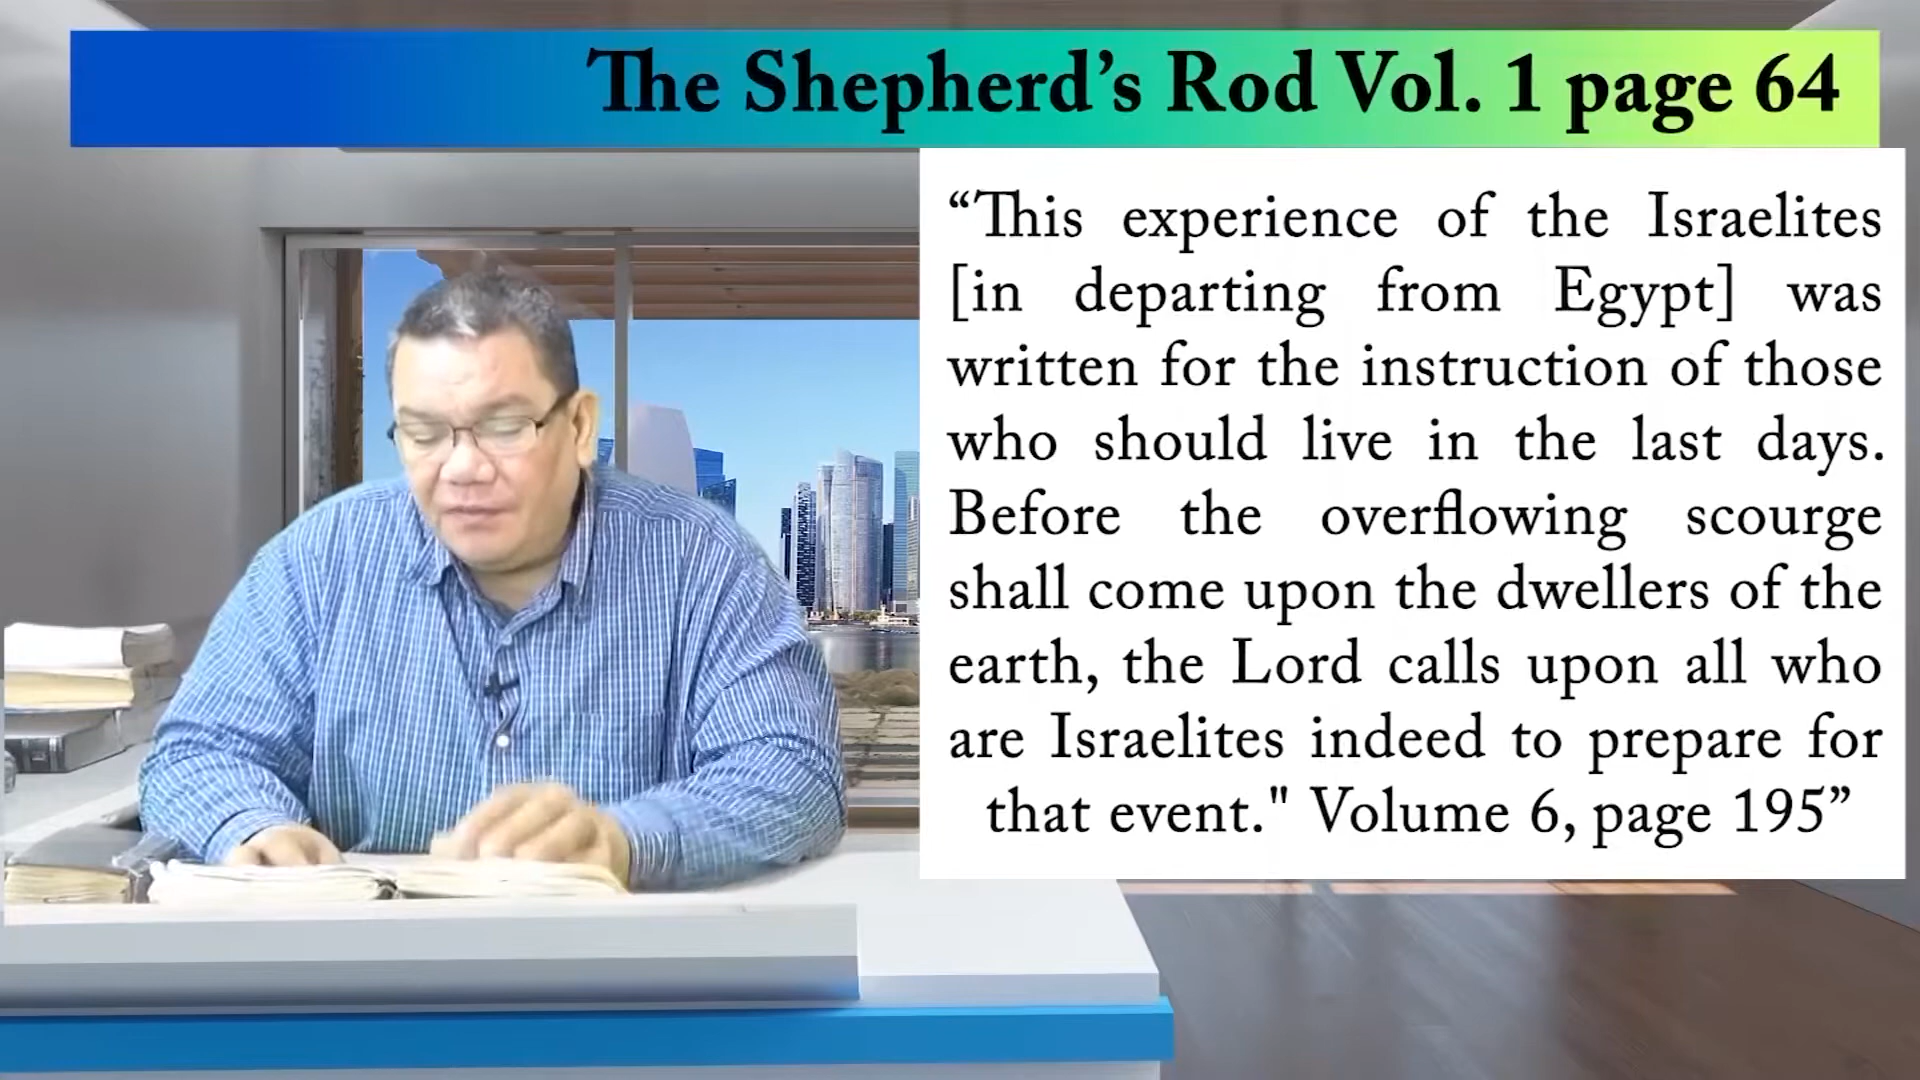 The Shepherd’s Rod Vol. 1 page 64
“This experience of the Israelites
[in departing from Egypt] was
written for the instruction of those
who should live in the last days.
Before the overflowing scourge
shall come upon the dwellers of the
earth, the Lord calls upon all who
are Israelites indeed to prepare for
that event." Volume 6, page 195”